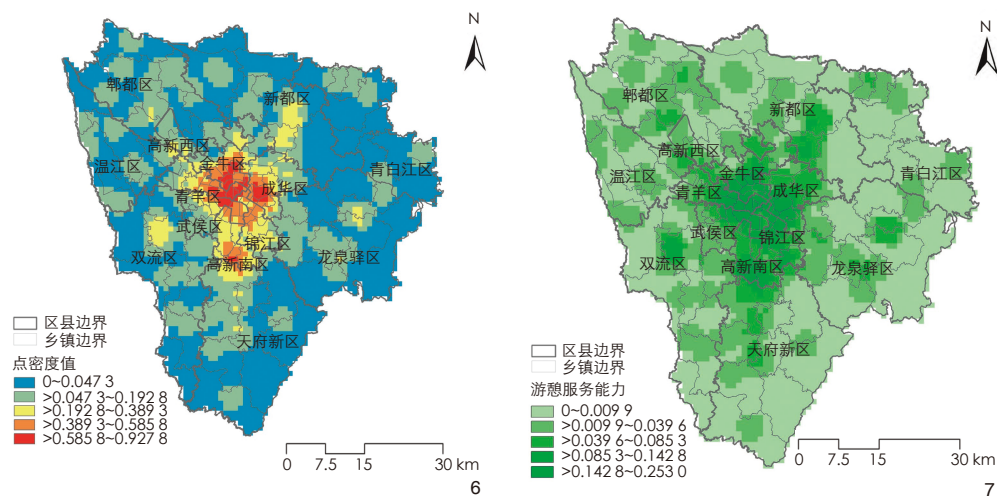 N
郫都区
新都区
高新西区
温江区
金牛区
青白江区
青羊区
成华区
武侯区
锦江区
双流区
高新南区
龙泉驿区
天府新区
区县边界
乡镇边界
点密度值
0~0.047 3
>0.047 3~0.192 8
>0.192 8~0.389 3
>0.389 3~0.585 8
>0.585 8~0.927 8
0 7.5 15 30 km
6
N
郫都区
新都区
高新西区
温江区
金牛区
青白江区
青羊区
成华区
武侯区
锦江区
双流区
高新南区
龙泉驿区
天府新区
区县边界
乡镇边界
游憩服务能力
0~0.009 9
>0.009 9~0.039 6
>0.039 6~0.085 3
>0.085 3~0.142 8
>0.142 8~0.253 0
0 7.5 15 30 km
7